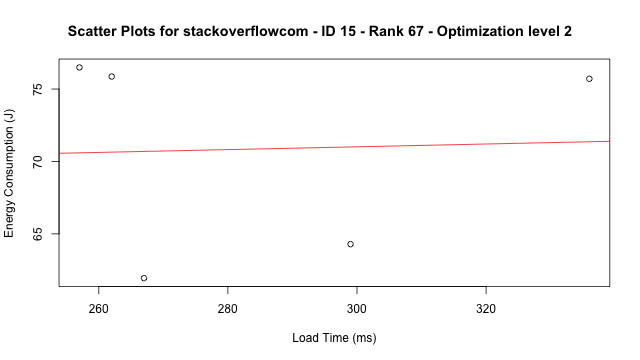 Scatter Plots for stackoverflowcom - ID 15 - Rank 67 - Optimization level 2
Energy Consumption (J)
75
70
65
260 280 300 320
Load Time (ms)